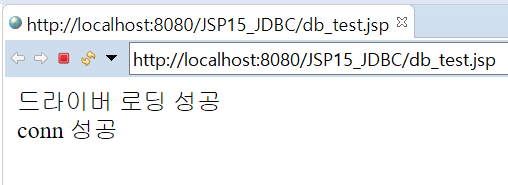 http://localhost:8080/JSP15_JDBC/db_test.jsp
http://localhost:8080/JSP15_JDBC/db_test.jsp
드라이버 로딩 성공
conn 성공